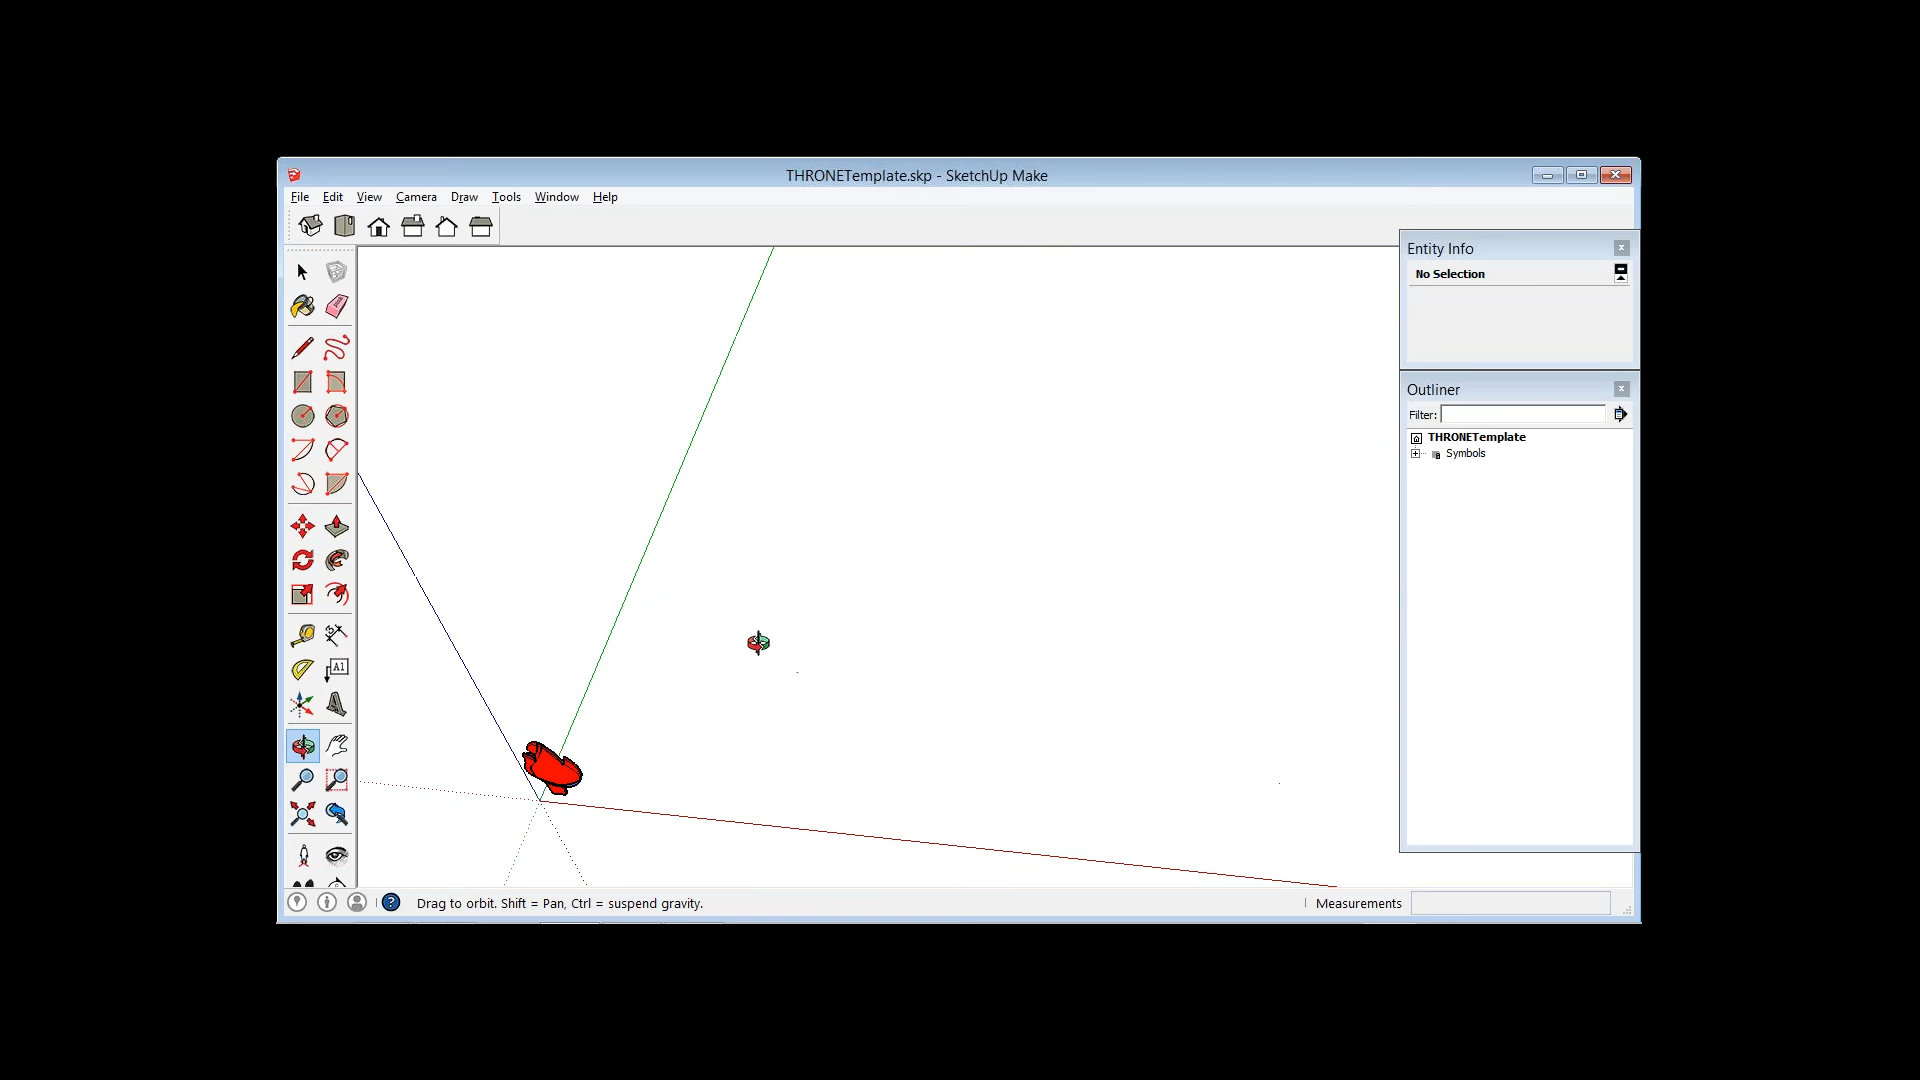 THRONETemplate.skp - SketchUp Make
File Edit View Camera Draw Tools Window Help
Entity Info
No Selection
Outliner
Filter:
THRONETemplate
Symbols
A1
Drag to orbit. Shift = Pan, Ctrl = suspend gravity.
Measurements